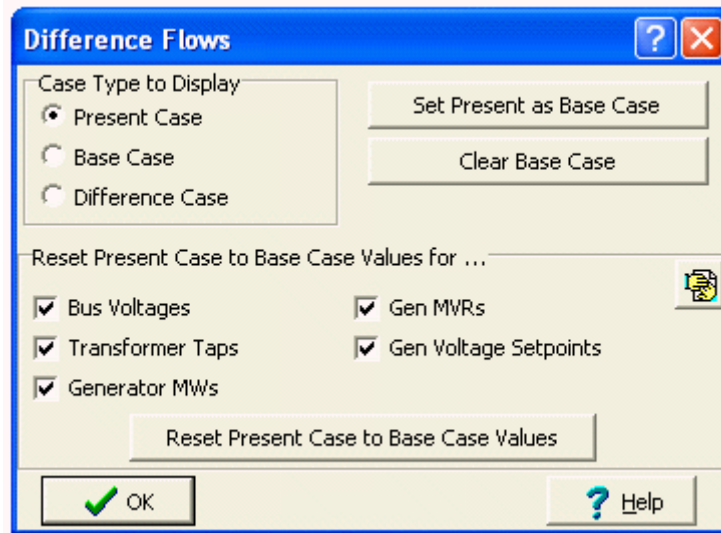 Difference Flows
Case Type to Display
Present Case
Base Case
Difference Case
Set Present as Base Case
Clear Base Case
Reset Present Case to Base Case Values for ...
Bus Voltages
Transformer Taps
Generator MWs
Gen MVRs
Gen Voltage Setpoints
Reset Present Case to Base Case Values
OK
? Help